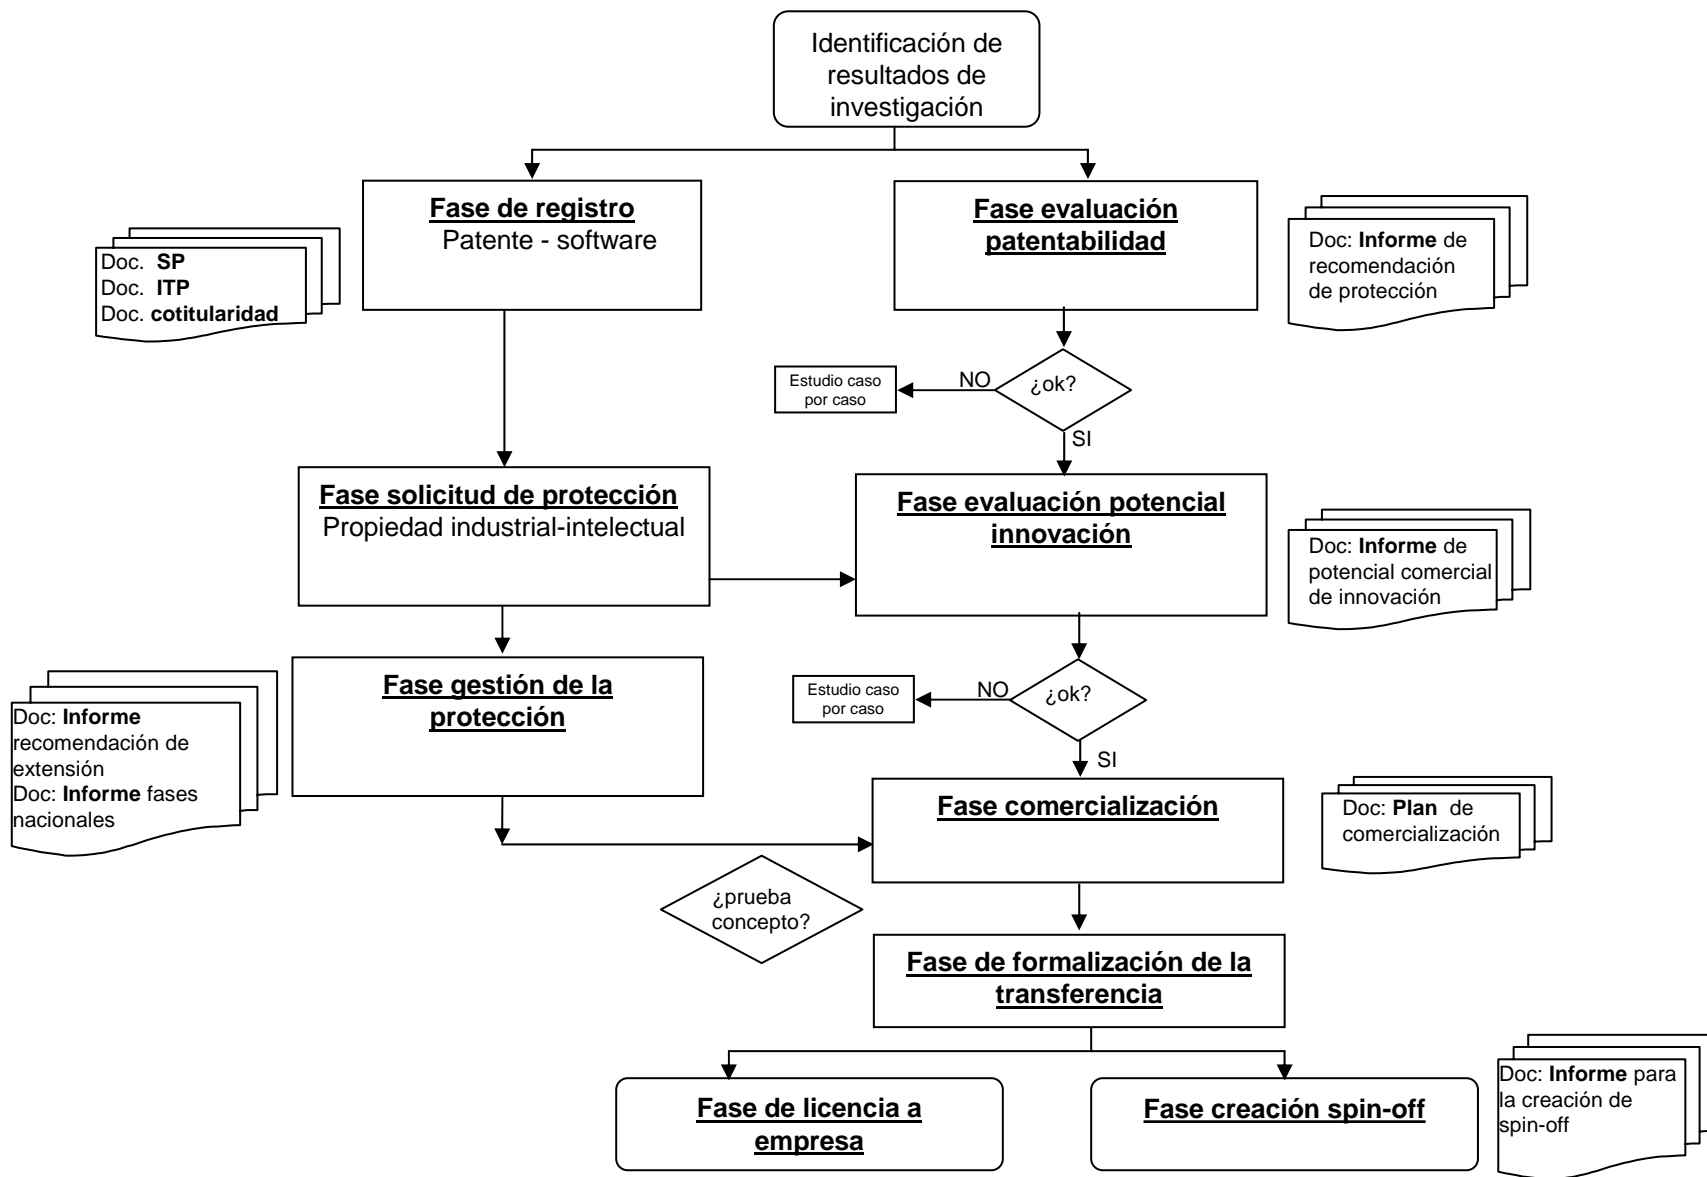 Identificación de
resultados de
investigación
Fase de registro
Patente - software
Fase evaluación
patentabilidad
Doc. SP
Doc. ITP
Doc. cotitularidad
Doc: Informe de
recomendación
de protección
Estudio caso
por caso
NO
¿ok?
SI
Fase solicitud de protección
Propiedad industrial-intelectual
Fase evaluación potencial
innovación
Doc: Informe de
potencial comercial
de innovación
Fase gestión de la
protección
Estudio caso
por caso
NO
¿ok?
SI
Doc: Informe
recomendación de
extensión
Doc: Informe fases
nacionales
Fase comercialización
Doc: Plan de
comercialización
¿prueba
concepto?
Fase de formalización de la
transferencia
Fase de licencia a
empresa
Fase creación spin-off
Doc: Informe para
la creación de
spin-off